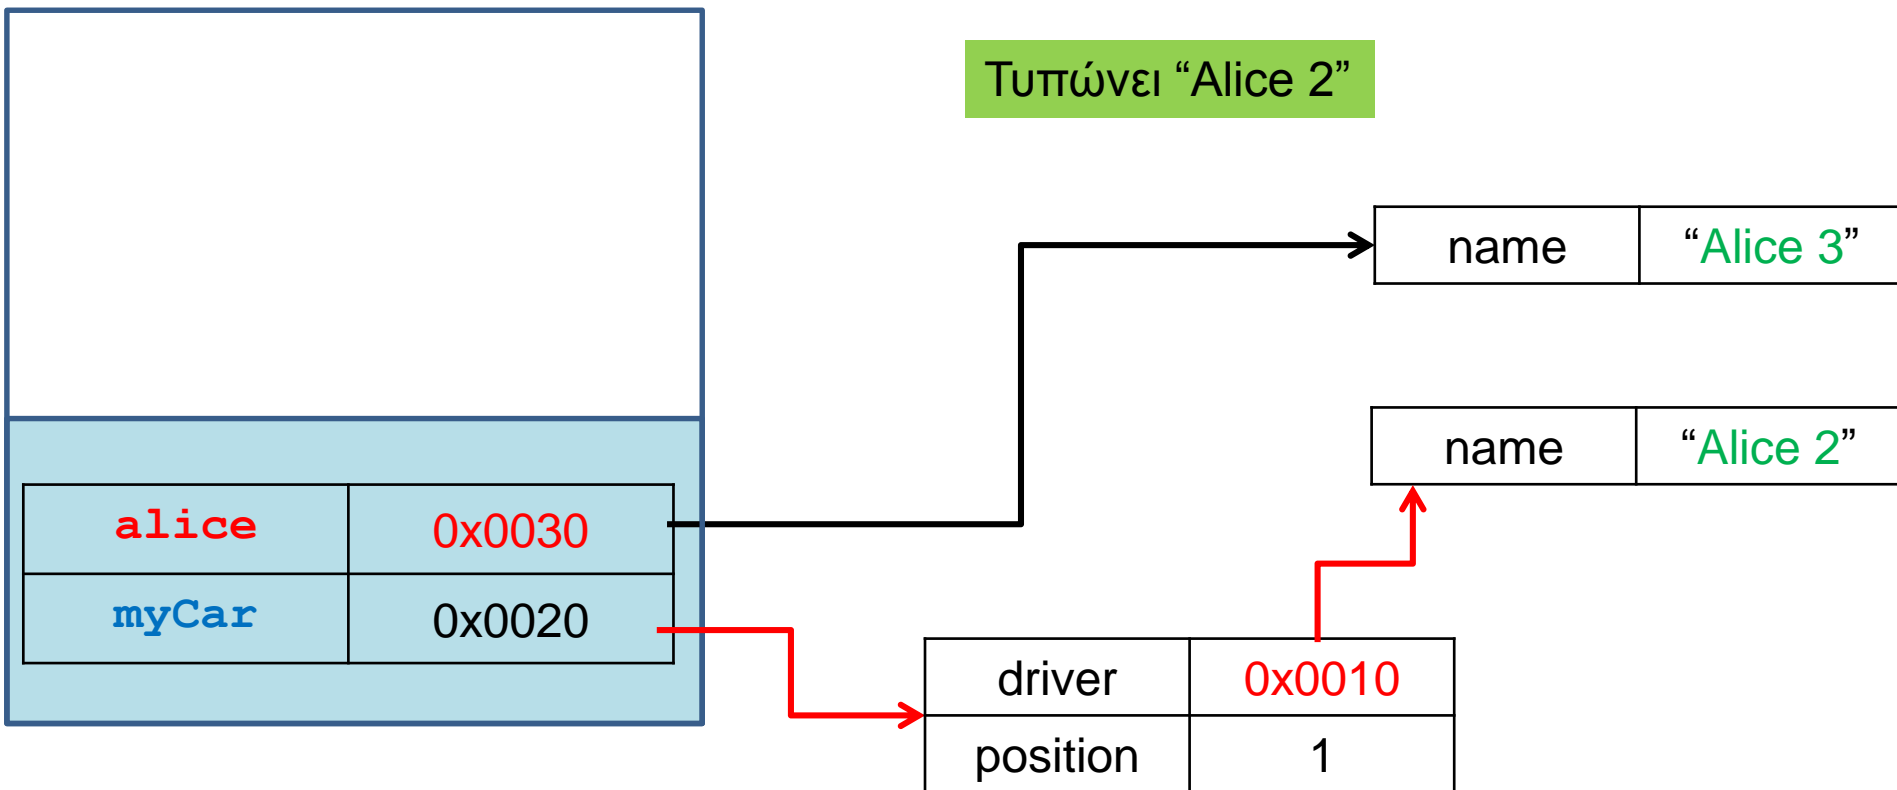 Τυπώνει “Alice 2”
name “Alice 3”
name “Alice 2”
alice 0x0030
myCar 0x0020
driver 0x0010
position 1